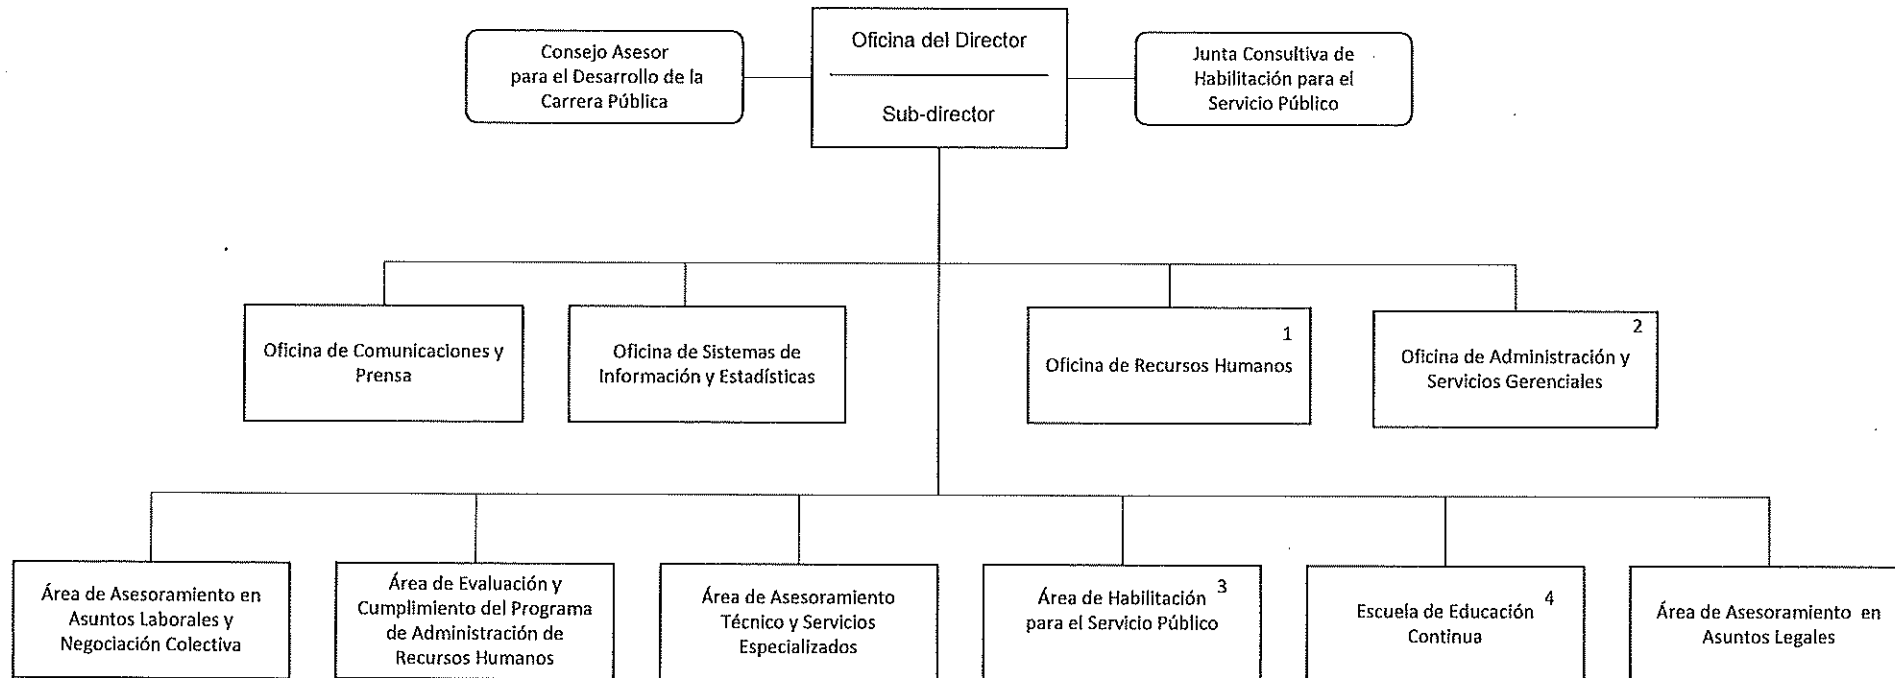 Consejo Asesor
para el Desarrollo de la
Carrera Pública
Oficina del Director
Sub-director
Junta Consultiva de
Habilitación para el
Servicio Público
Oficina de Comunicaciones y
Prensa
Oficina de Sistemas de
Información y Estadísticas
1
Oficina de Recursos Humanos
2
Oficina de Administración y
Servicios Gerenciales
Área de Asesoramiento en
Asuntos Laborales y
Negociación Colectiva
Área de Evaluación y
Cumplimiento del Programa
de Administración de
Recursos Humanos
Área de Asesoramiento
Técnico y Servicios
Especializados
Área de Habilitación 3
para el Servicio Público
Escuela de Educación 4
Continua
Área de Asesoramiento en
Asuntos Legales